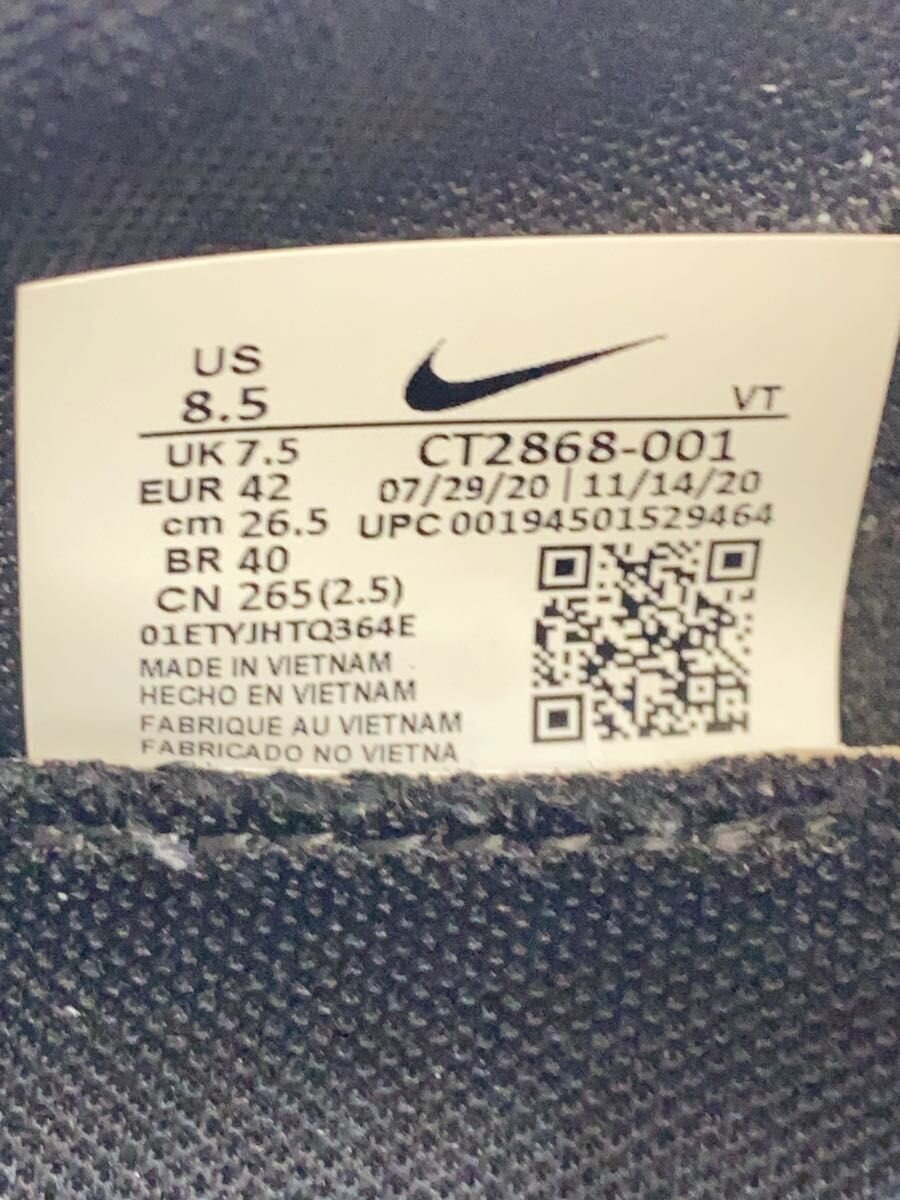 US
8.5
VT
UK 7.5
CT2868-001
EUR 42
07/29/20 | 11/14/20
cm 26.5
UPC 00194501529464
BR 40
CN 265(2.5)
01ETYJHTQ364E
MADE IN VIETNAM
HECHO EN VIETNAM
FABRIQUE AU VIETNAM
FABRICADO NO VIETNA